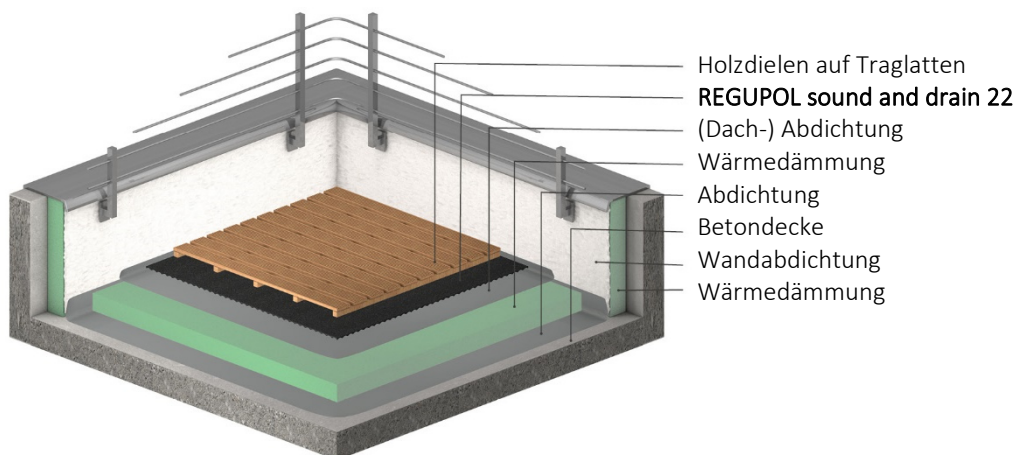 Holzdielen auf Traglatten
REGUPOL sound and drain 22
(Dach-) Abdichtung
Wärmedämmung
Abdichtung
Betondecke
Wandabdichtung
Wärmedämmung